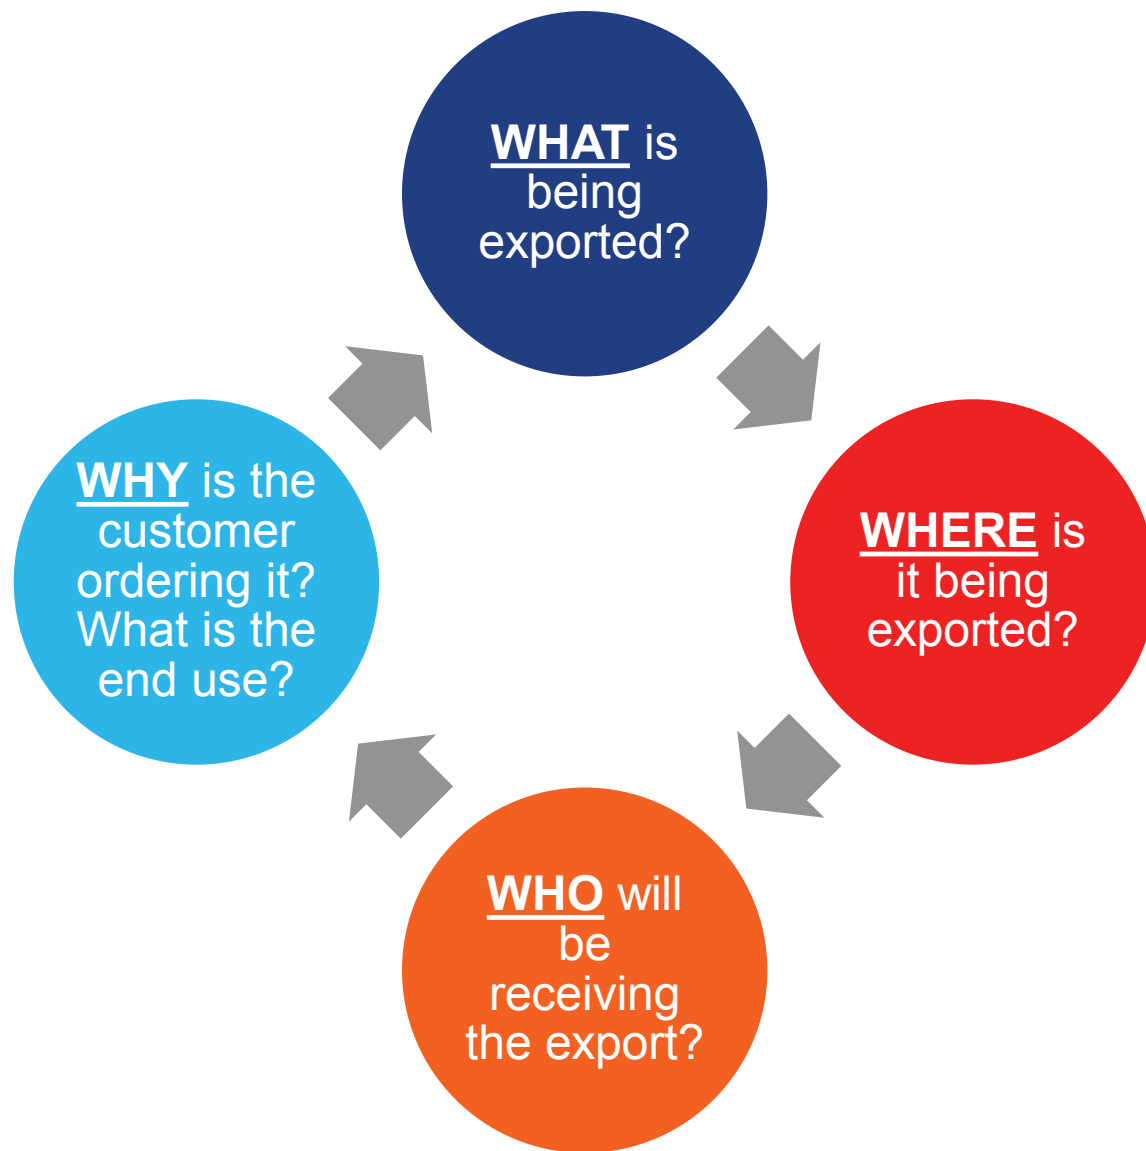 WHAT is
being
exported?
WHERE is
it being
exported?
WHO will
be
receiving
the export?
WHY is the
customer
ordering it?
What is the
end use?